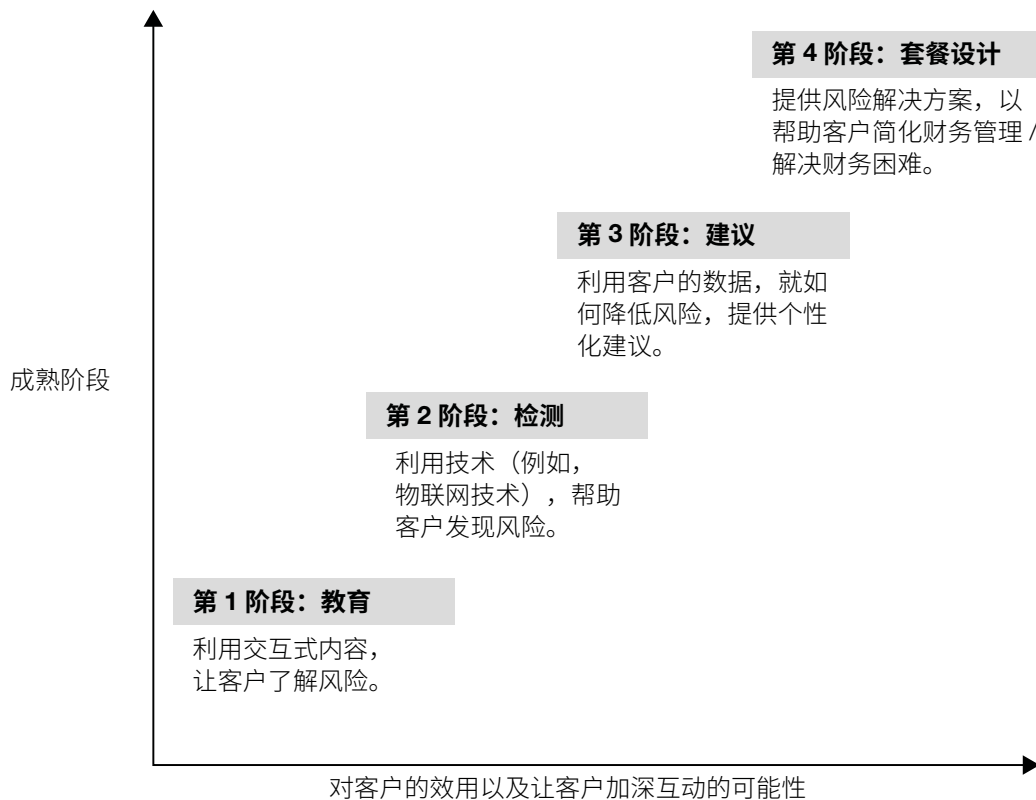 第 4 阶段：套餐设计
提供风险解决方案，以
帮助客户简化财务管理 /
解决财务困难。
第 3 阶段：建议
利用客户的数据，就如
何降低风险，提供个性
化建议。
成熟阶段
第 2 阶段：检测
利用技术（例如，
物联网技术），帮助
客户发现风险。
第 1 阶段：教育
利用交互式内容，
让客户了解风险。
对客户的效用以及让客户加深互动的可能性